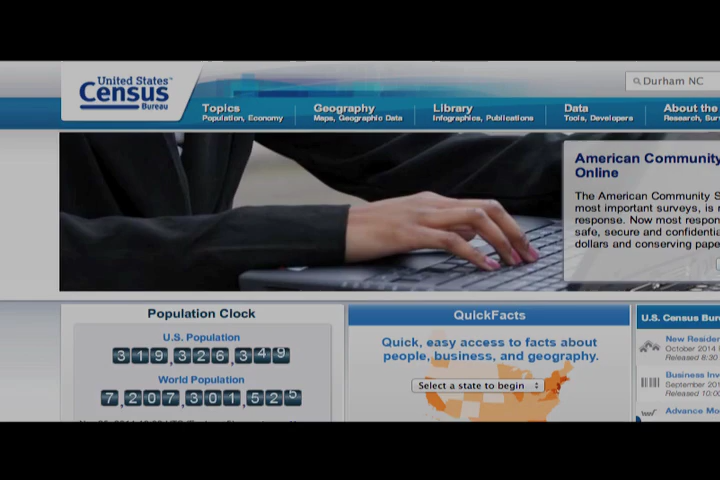 United States™
Census
Bureau
Durham NC
Topics
Population, Economy
Geography
Maps, Geographic Data
Library
Infographics, Publications
Data
Tools, Developers
About the
Research,
American Community
Online
The American Community S
most important surveys, is
response. Now most respon
safe, secure and confidentia
dollars and conserving pape
Population Clock
U.S. Population
319,326,349
World Population
7,207,301,525
QuickFacts
Quick, easy access to facts about
people, business, and geography.
Select a state to begin
U.S. Census Bur
New Residen
October 2014
Released 8:30
Business Inv
September 201
Released 10:00
Advance Mo